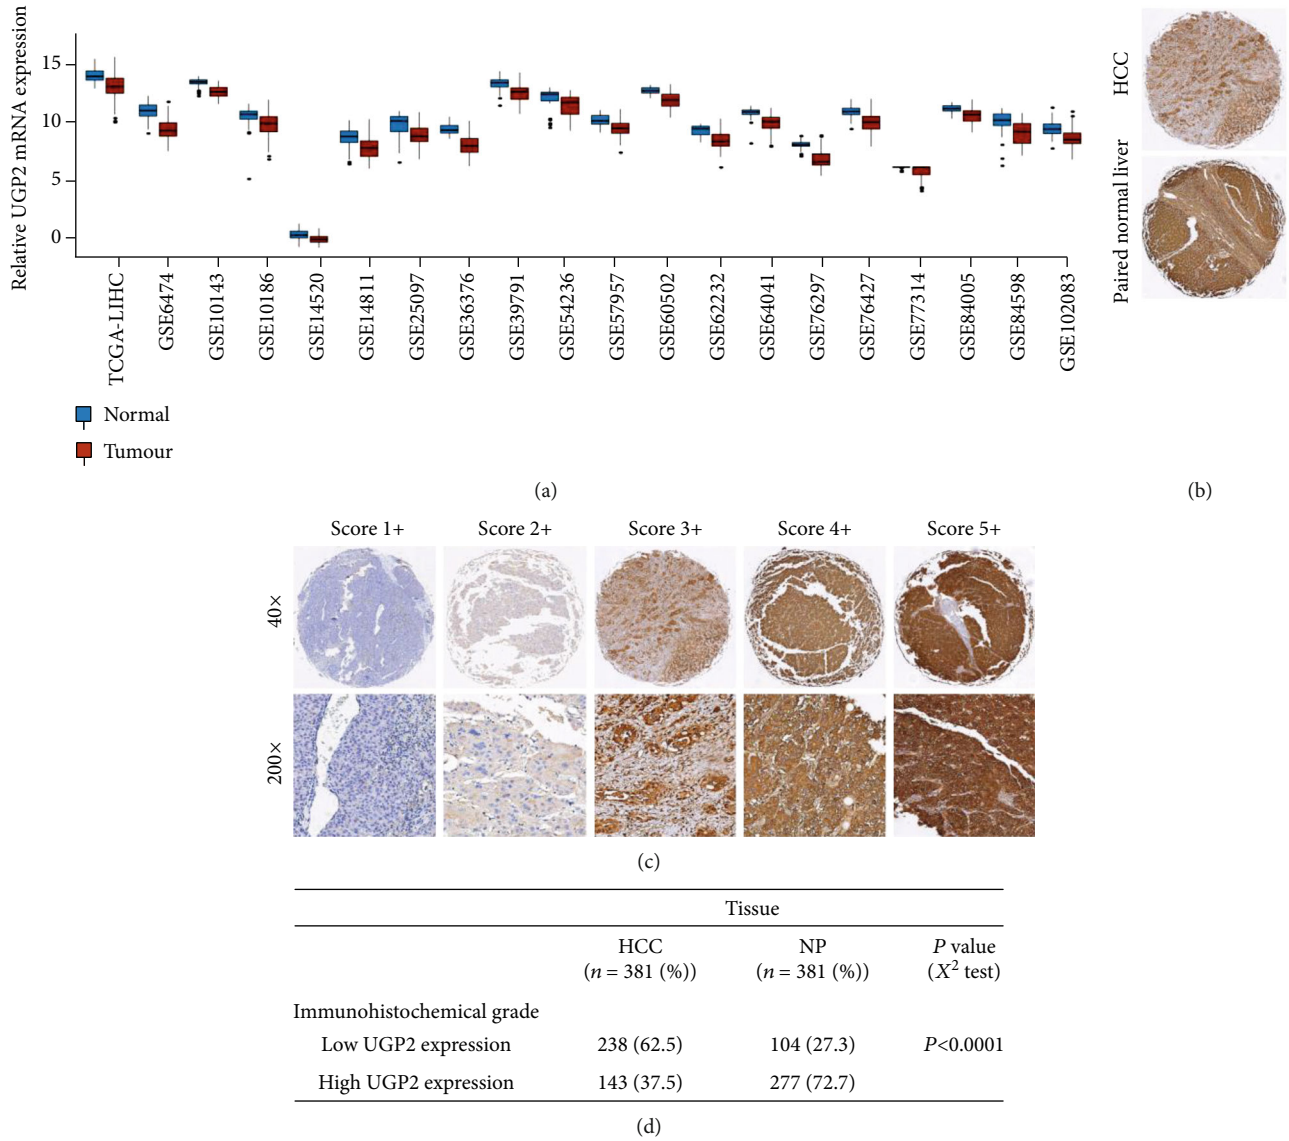 Relative UGP2 mRNA expression
15
10
5
0
TCGA-LIHC
GSE6474
GSE10143
GSE10186
GSE14520
GSE14811
GSE25097
GSE36376
GSE39791
GSE54236
GSE57957
GSE60502
GSE62232
GSE64041
GSE76297
GSE76427
GSE77314
GSE84005
GSE84598
GSE102083
Normal
Tumour
(a)
HCC
Paired normal liver
(b)
Score 1+ Score 2+ Score 3+ Score 4+ Score 5+
40×
200×
(c)
Tissue
HCC NP P value
(n = 381 (%)) (n = 381 (%)) (X² test)
Immunohistochemical grade
Low UGP2 expression 238 (62.5) 104 (27.3) P<0.0001
High UGP2 expression 143 (37.5) 277 (72.7)
(d)